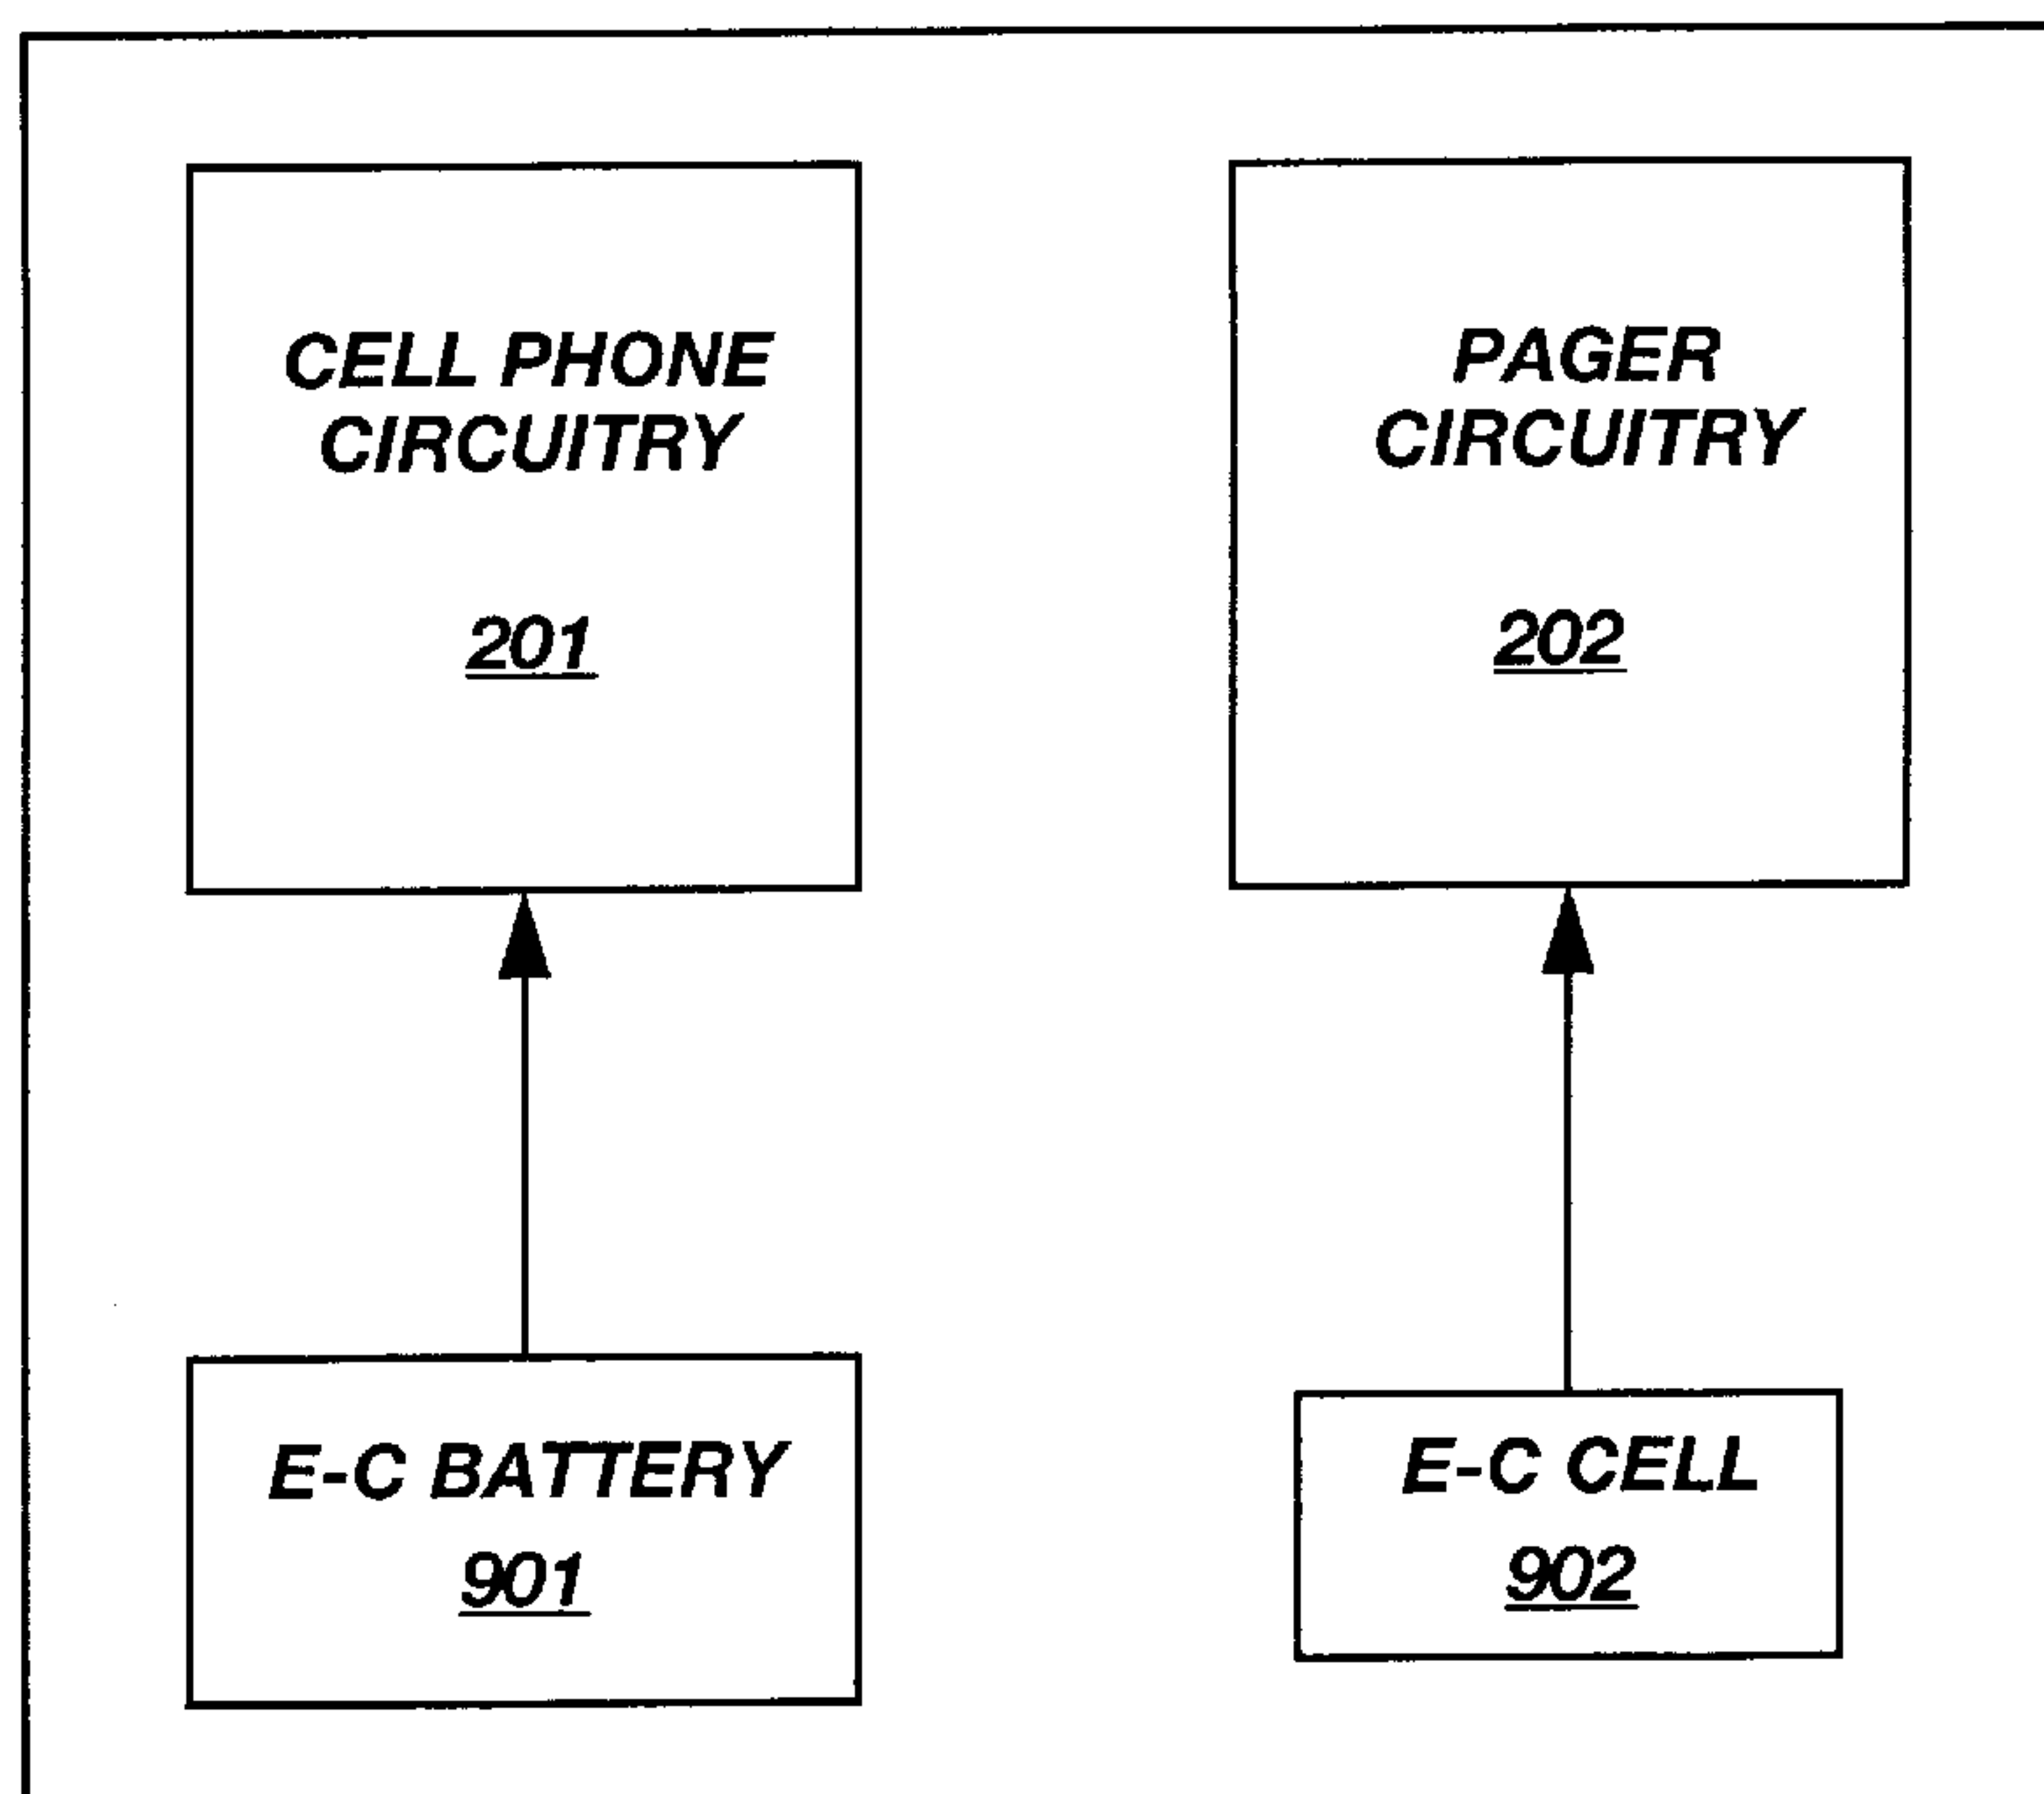 CELL PHONE
CIRCUITRY
201
PAGER
CIRCUITRY
202
E-C BATTERY
901
E-C CELL
902